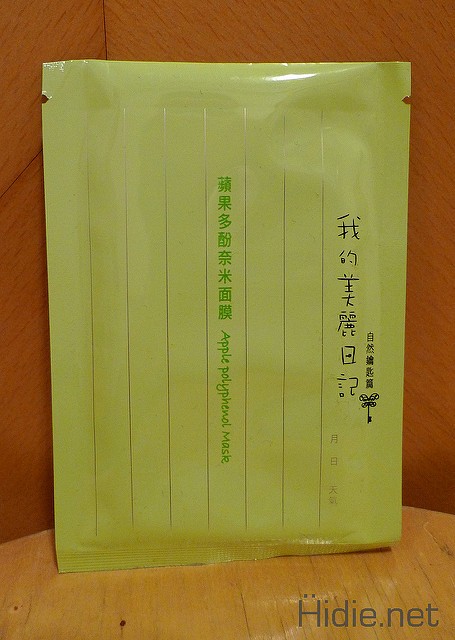 我的美麗日記
自然鑰匙篇
月 日 天氣
蘋果多酚奈米面膜 Apple polyphenol Mask
Hidie.net